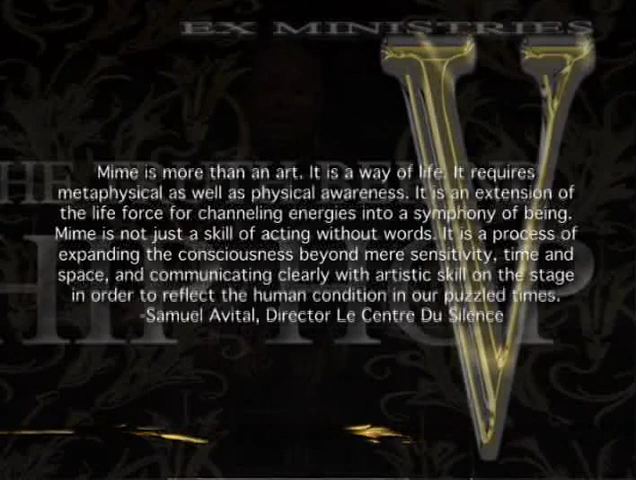 EX MINISTRIES
V
Mime is more than an art. It is a way of life. It requires
metaphysical as well as physical awareness. It is an extension of
the life force for channeling energies into a symphony of being.
Mime is not just a skill of acting without words. It is a process of
expanding the consciousness beyond mere sensitivity, time and
space, and communicating clearly with artistic skill on the stage
in order to reflect the human condition in our puzzled times.
-Samuel Avital, Director Le Centre Du Silence
HIP HOP